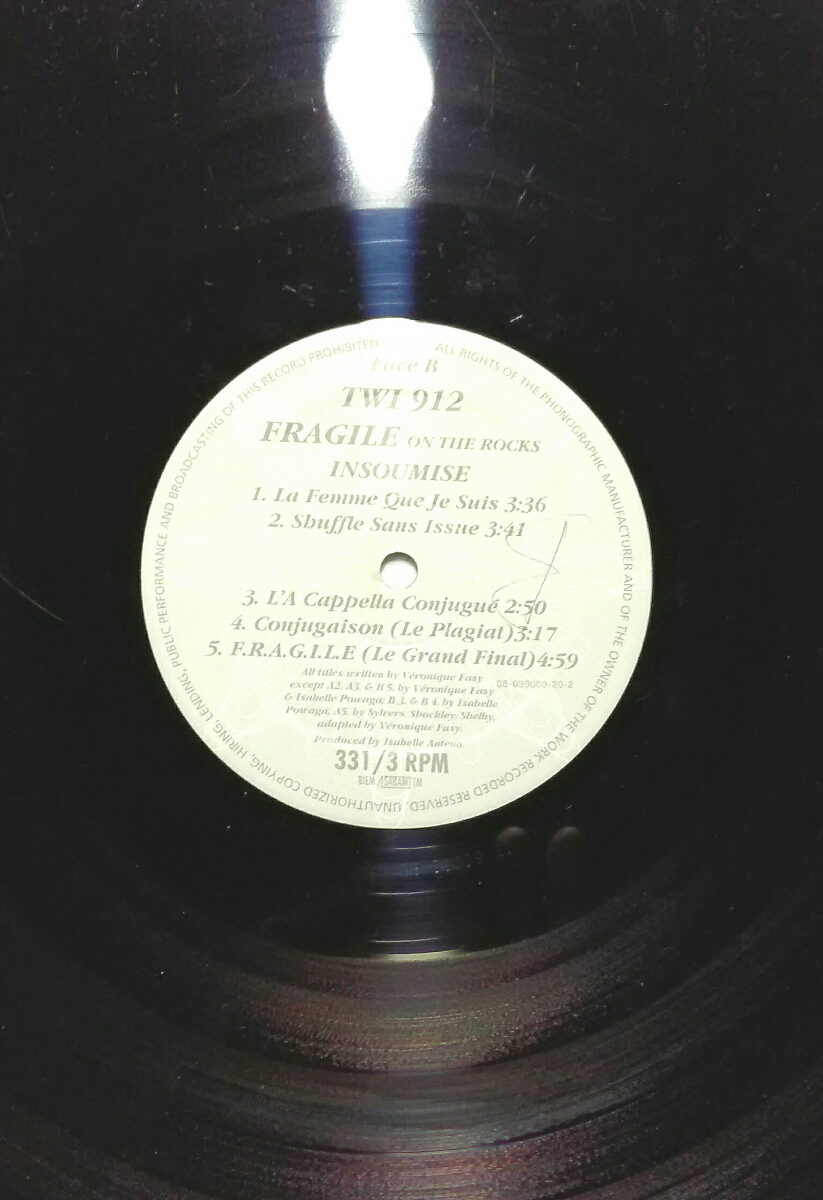 Face B
TWI 912
FRAGILE ON THE ROCKS
INSOUMISE
1. La Femme Que Je Suis 3:36
2. Shuffle Sans Issue 3:41
3. L'A Cappella Conjugué 2:50
4. Conjugaison (Le Plagiat)3:17
5. F.R.A.G.I.L.E (Le Grand Final)4:59
All titles written by Véronique Fasy
except A2, A3, & B 5. by Véronique Fasy
& Isabelle Powaga; B 3. & B 4. by Isabelle
Powaga, A5. by Sylvers/Shockley/Shelby,
adapted by Véronique Fasy.
Produced by Isabelle Antena.
08-030009-20-2
331/3 RPM
BIEM SABAM TM
ALL RIGHTS OF THE PHONOGRAPHIC MANUFACTURER AND OF THE OWNER OF THE WORK RECORDED RESERVED. UNAUTHORIZED COPYING, HIRING, LENDING, PUBLIC PERFORMANCE AND BROADCASTING OF THIS RECORD PROHIBITED